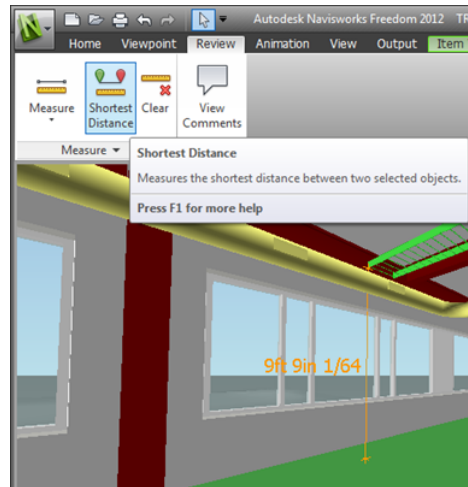 Autodesk Navisworks Freedom 2012 TR
Home Viewpoint Review Animation View Output Item
Measure Shortest Distance Clear View Comments
Measure
Shortest Distance
Measures the shortest distance between two selected objects.
Press F1 for more help
9ft 9in 1/64